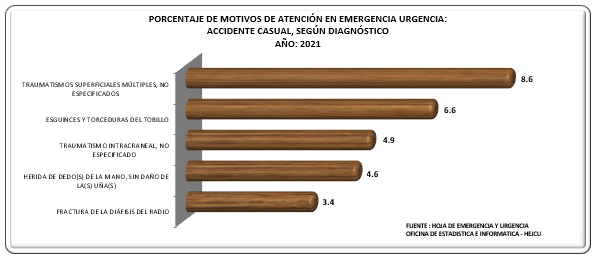 PORCENTAJE DE MOTIVOS DE ATENCIÓN EN EMERGENCIA URGENCIA:
ACCIDENTE CASUAL, SEGÚN DIAGNÓSTICO
AÑO: 2021
TRAUMATISMOS SUPERFICIALES MÚLTIPLES, NO
ESPECIFICADOS
8.6
ESGUINCES Y TORCEDURAS DEL TOBILLO
6.6
TRAUMATISMO INTRACRANEAL, NO
ESPECIFICADO
4.9
HERIDA DE DEDO(S) DE LA MANO, SIN DAÑO DE
LA(S) UÑA(S)
4.6
FRACTURA DE LA DIÁFISIS DEL RADIO
3.4
FUENTE : HOJA DE EMERGENCIA Y URGENCIA
OFICINA DE ESTADISTICA E INFORMATICA - HEJCU